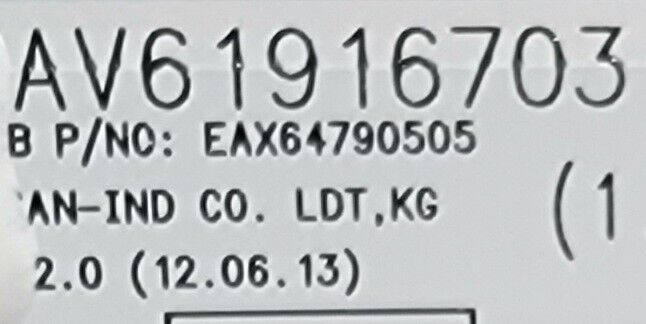 AV61916703
B P/NO: EAX64790505
AN-IND CO. LDT,KG (1
2.0 (12.06.13)